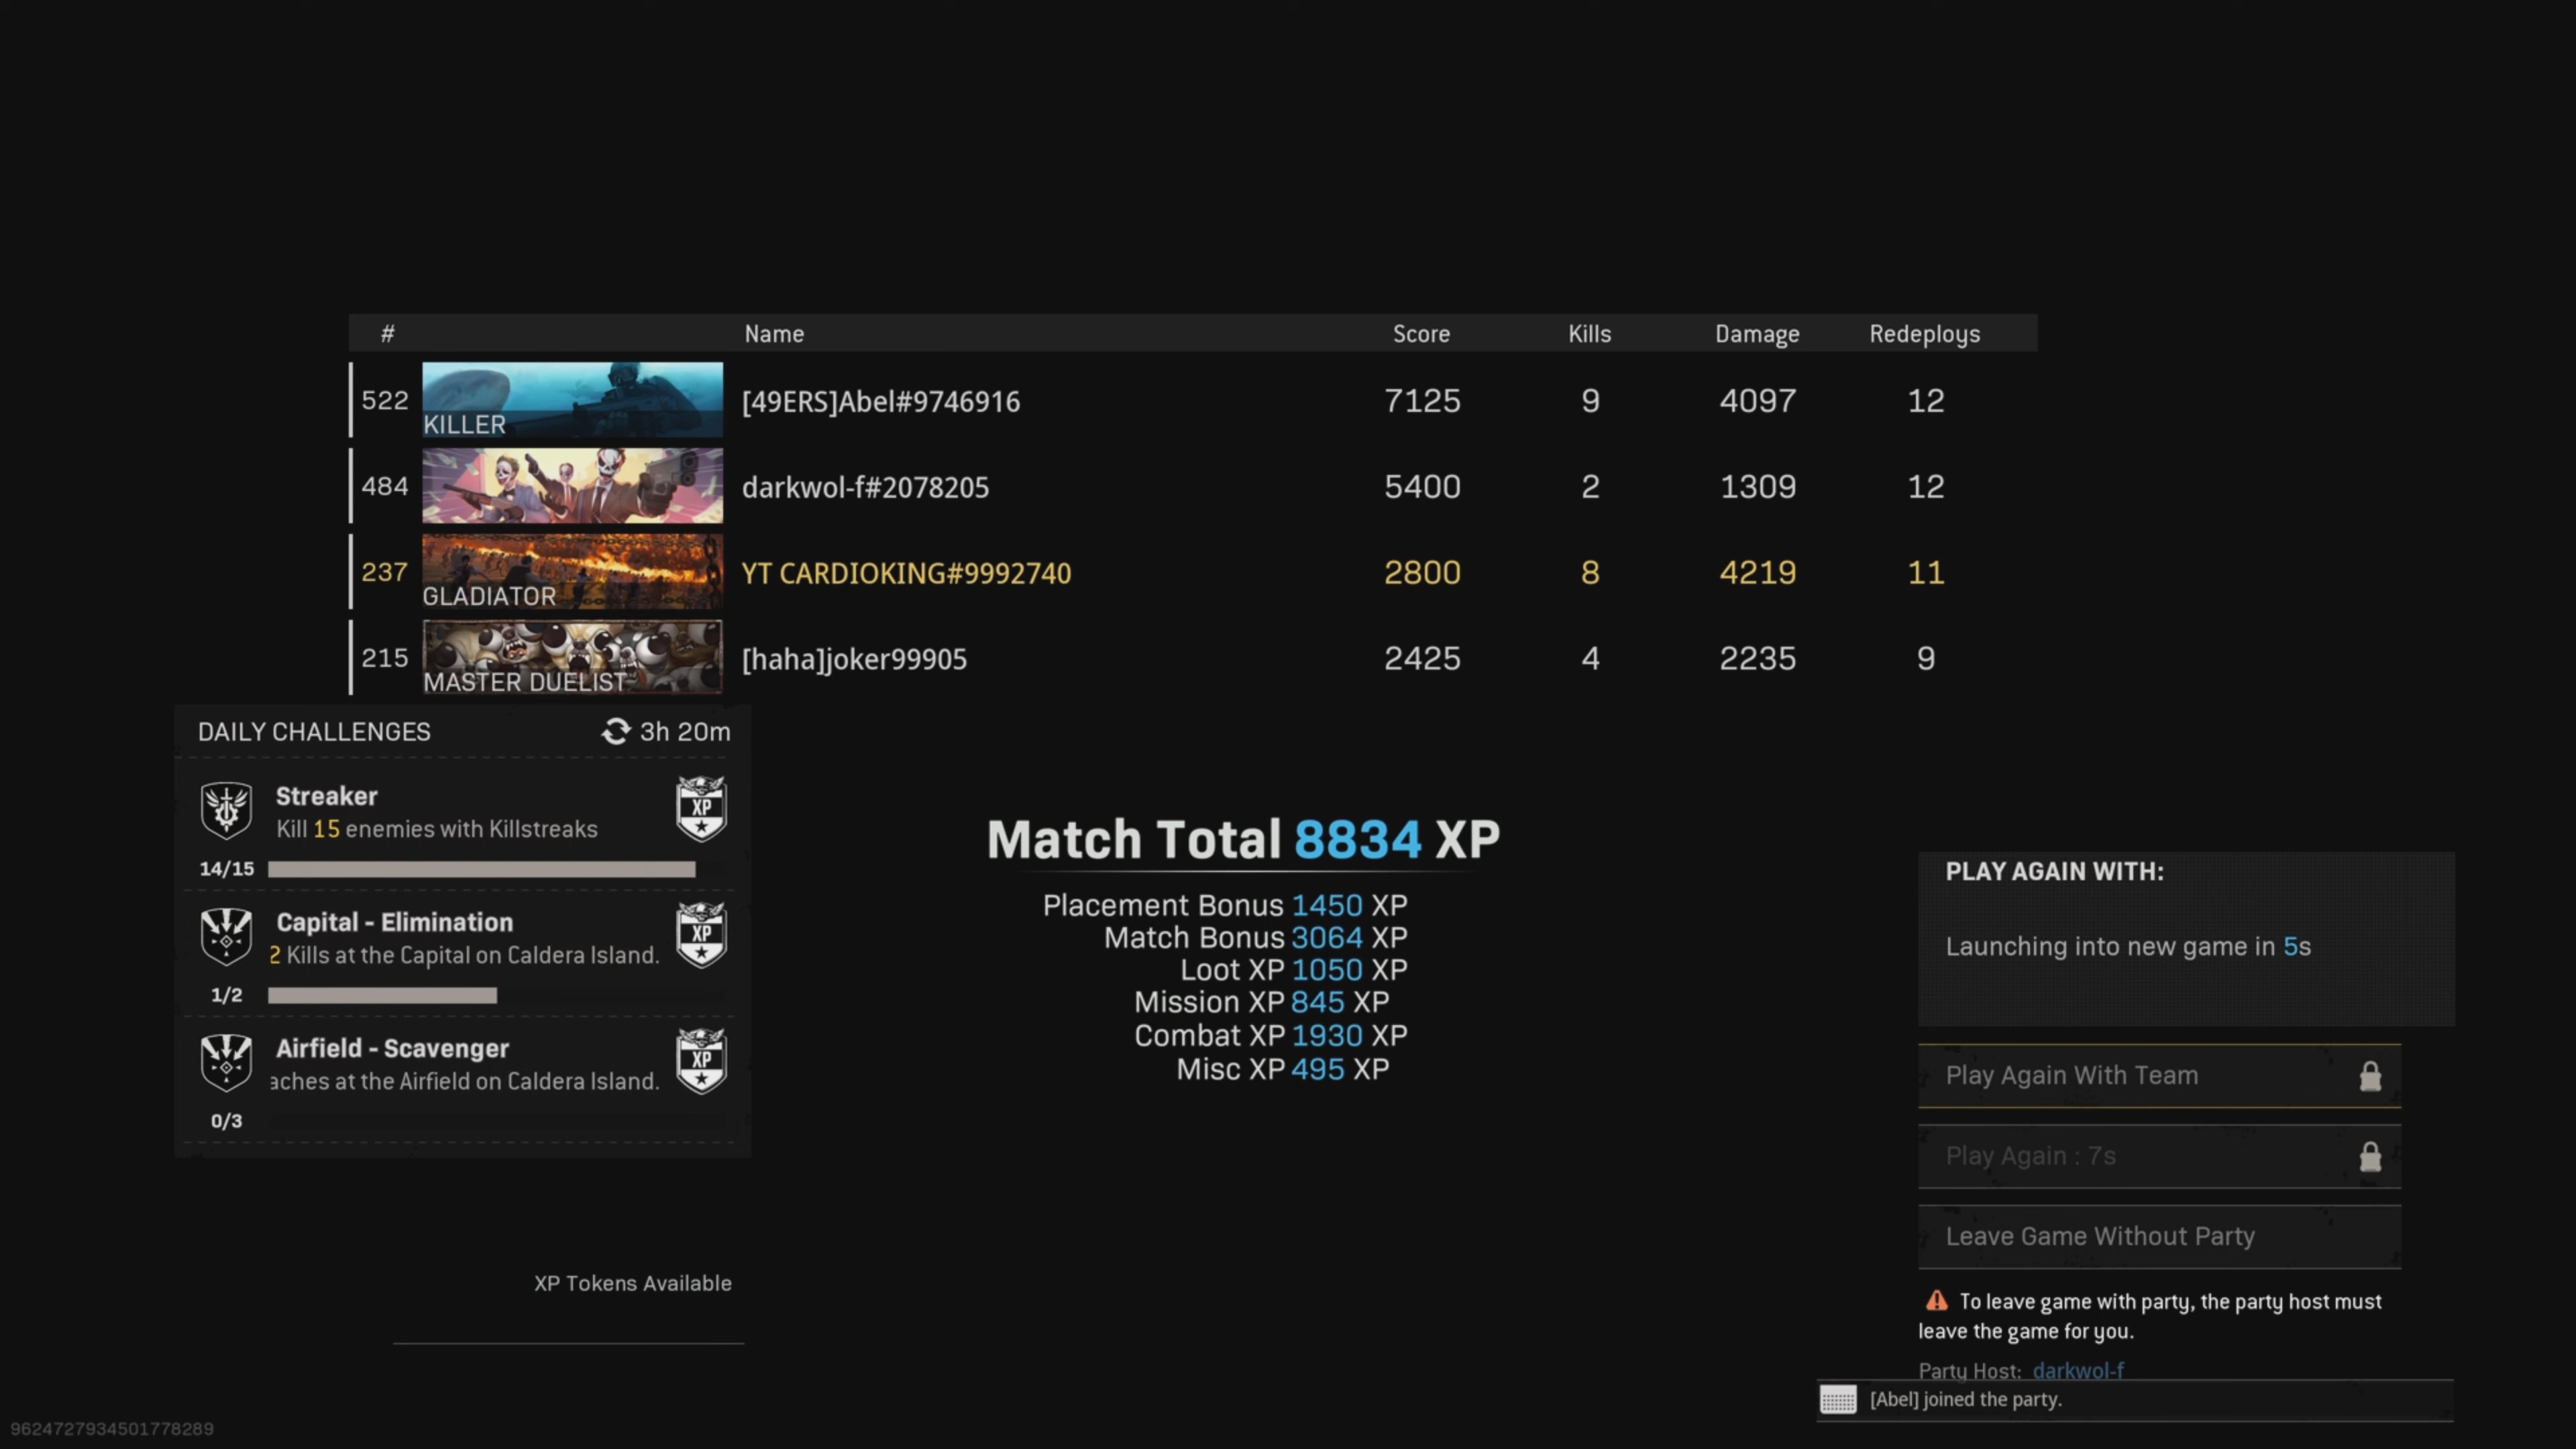 # Name Score Kills Damage Redeploys
522 KILLER [49ERS]Abel#9746916 7125 9 4097 12
484 darkwol-f#2078205 5400 2 1309 12
237 GLADIATOR YT CARDIOKING#9992740 2800 8 4219 11
215 MASTER DUELIST [haha]joker99905 2425 4 2235 9
DAILY CHALLENGES 3h 20m
Streaker
Kill 15 enemies with Killstreaks
XP
14/15
Capital - Elimination
2 Kills at the Capital on Caldera Island.
XP
1/2
Airfield - Scavenger
aches at the Airfield on Caldera Island.
XP
0/3
XP Tokens Available
Match Total 8834 XP
Placement Bonus 1450 XP
Match Bonus 3064 XP
Loot XP 1050 XP
Mission XP 845 XP
Combat XP 1930 XP
Misc XP 495 XP
PLAY AGAIN WITH:
Launching into new game in 5s
Play Again With Team
Play Again : 7s
Leave Game Without Party
To leave game with party, the party host must
leave the game for you.
Party Host: darkwol-f
[Abel] joined the party.
9624727934501778289